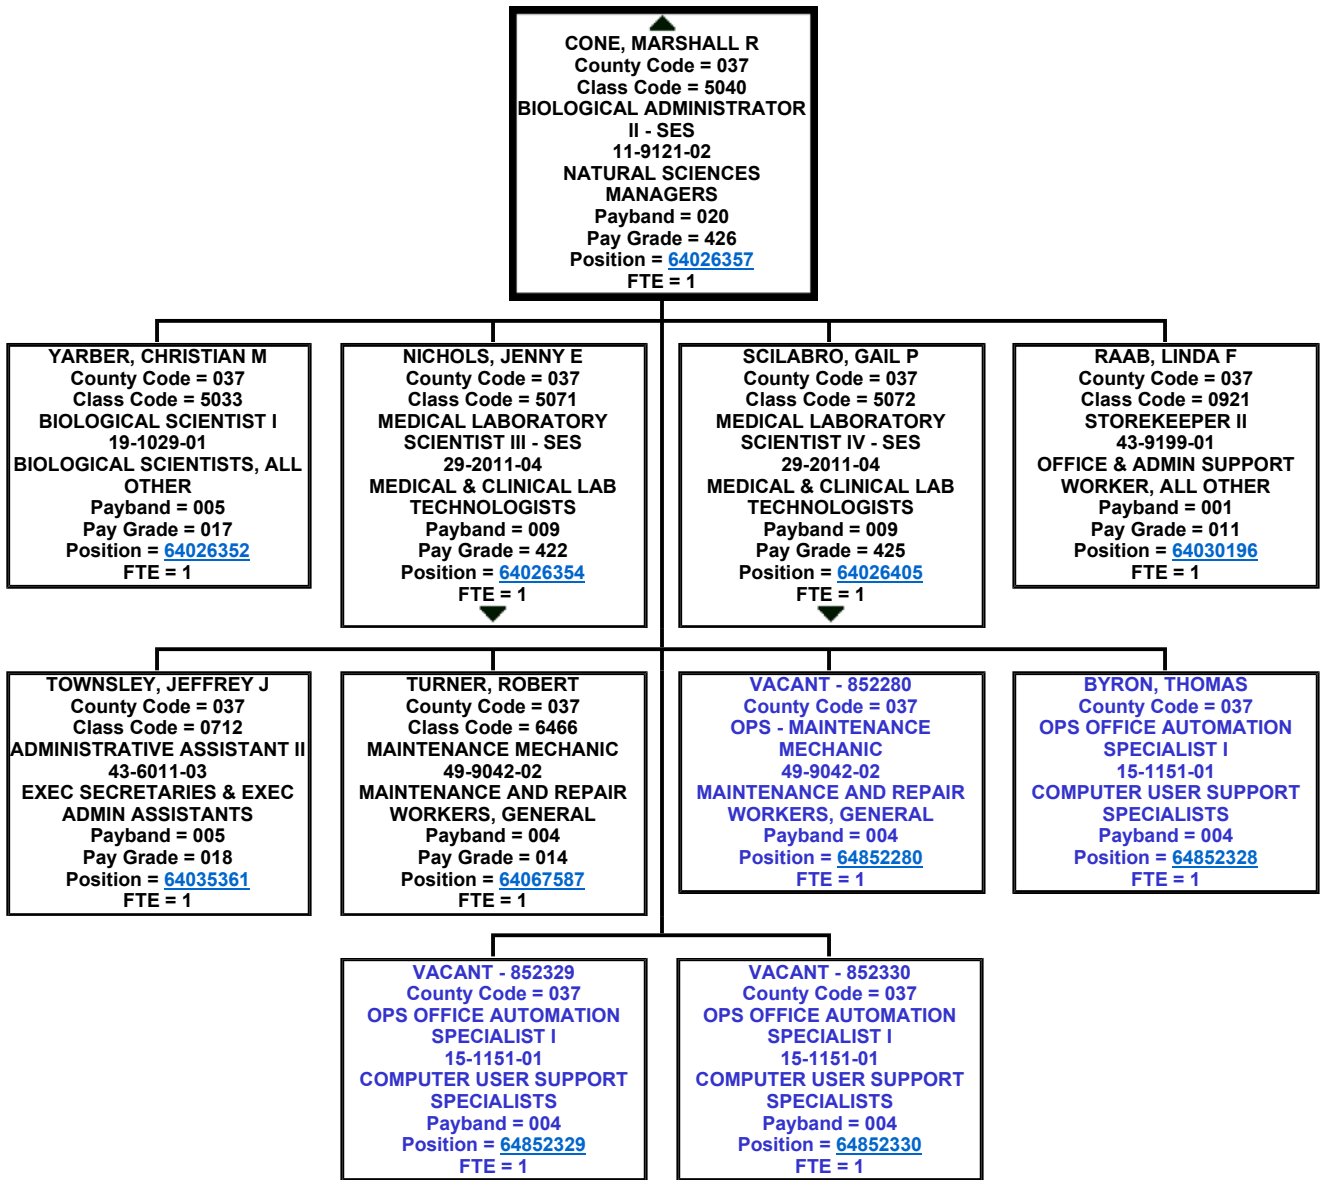 CONE, MARSHALL R
County Code = 037
Class Code = 5040
BIOLOGICAL ADMINISTRATOR
II - SES
11-9121-02
NATURAL SCIENCES
MANAGERS
Payband = 020
Pay Grade = 426
Position = 64026357
FTE = 1
YARBER, CHRISTIAN M
County Code = 037
Class Code = 5033
BIOLOGICAL SCIENTIST I
19-1029-01
BIOLOGICAL SCIENTISTS, ALL
OTHER
Payband = 005
Pay Grade = 017
Position = 64026352
FTE = 1
NICHOLS, JENNY E
County Code = 037
Class Code = 5071
MEDICAL LABORATORY
SCIENTIST III - SES
29-2011-04
MEDICAL & CLINICAL LAB
TECHNOLOGISTS
Payband = 009
Pay Grade = 422
Position = 64026354
FTE = 1
SCILABRO, GAIL P
County Code = 037
Class Code = 5072
MEDICAL LABORATORY
SCIENTIST IV - SES
29-2011-04
MEDICAL & CLINICAL LAB
TECHNOLOGISTS
Payband = 009
Pay Grade = 425
Position = 64026405
FTE = 1
RAAB, LINDA F
County Code = 037
Class Code = 0921
STOREKEEPER II
43-9199-01
OFFICE & ADMIN SUPPORT
WORKER, ALL OTHER
Payband = 001
Pay Grade = 011
Position = 64030196
FTE = 1
TOWNSLEY, JEFFREY J
County Code = 037
Class Code = 0712
ADMINISTRATIVE ASSISTANT II
43-6011-03
EXEC SECRETARIES & EXEC
ADMIN ASSISTANTS
Payband = 005
Pay Grade = 018
Position = 64035361
FTE = 1
TURNER, ROBERT
County Code = 037
Class Code = 6466
MAINTENANCE MECHANIC
49-9042-02
MAINTENANCE AND REPAIR
WORKERS, GENERAL
Payband = 004
Pay Grade = 014
Position = 64067587
FTE = 1
VACANT - 852280
County Code = 037
OPS - MAINTENANCE
MECHANIC
49-9042-02
MAINTENANCE AND REPAIR
WORKERS, GENERAL
Payband = 004
Position = 64852280
FTE = 1
BYRON, THOMAS
County Code = 037
OPS OFFICE AUTOMATION
SPECIALIST I
15-1151-01
COMPUTER USER SUPPORT
SPECIALISTS
Payband = 004
Position = 64852328
FTE = 1
VACANT - 852329
County Code = 037
OPS OFFICE AUTOMATION
SPECIALIST I
15-1151-01
COMPUTER USER SUPPORT
SPECIALISTS
Payband = 004
Position = 64852329
FTE = 1
VACANT - 852330
County Code = 037
OPS OFFICE AUTOMATION
SPECIALIST I
15-1151-01
COMPUTER USER SUPPORT
SPECIALISTS
Payband = 004
Position = 64852330
FTE = 1